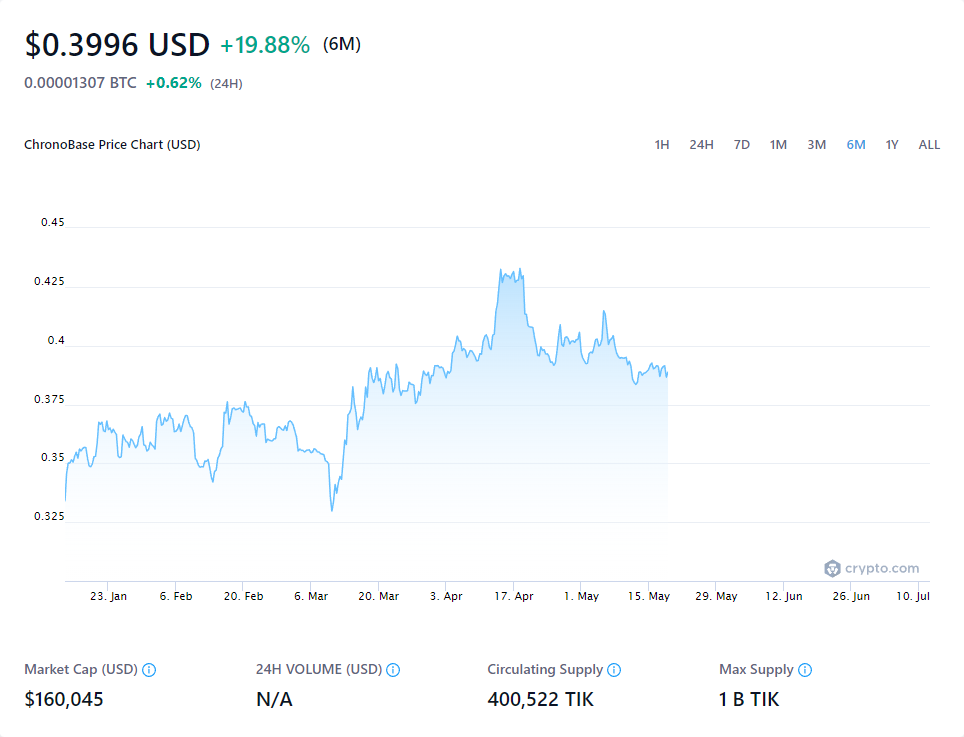 $0.3996 USD +19.88% (6M)
0.00001307 BTC +0.62% (24H)
ChronoBase Price Chart (USD) 1H 24H 7D 1M 3M 6M 1Y ALL
0.45
0.425
0.4
0.375
0.35
0.325
crypto.com
23. Jan 6. Feb 20. Feb 6. Mar 20. Mar 3. Apr 17. Apr 1. May 15. May 29. May 12. Jun 26. Jun 10. Jul
Market Cap (USD) 24H VOLUME (USD) Circulating Supply Max Supply
$160,045 N/A 400,522 TIK 1 B TIK